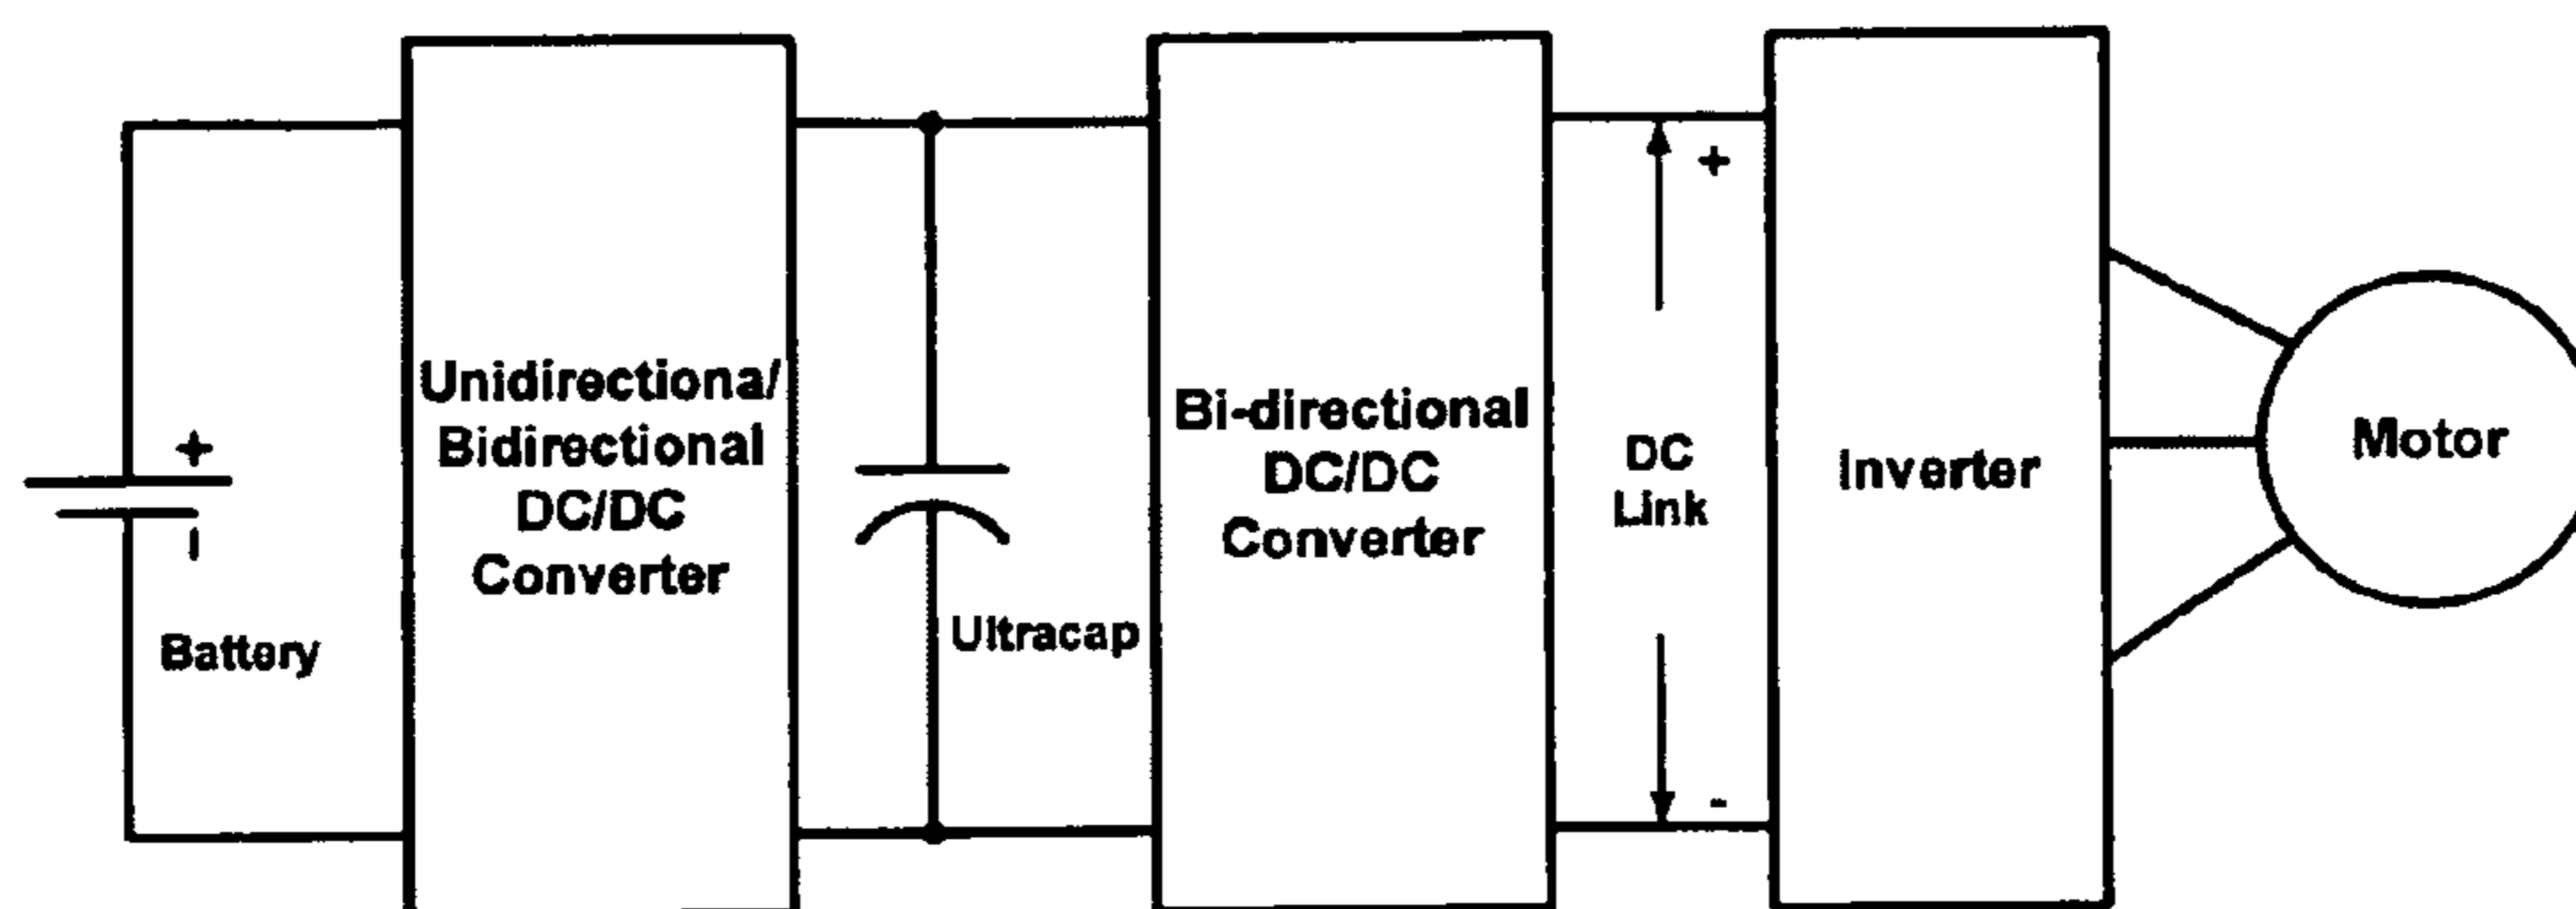 +
-
Battery
Unidirectiona/
Bidirectional
DC/DC
Converter
Ultracap
Bi-directional
DC/DC
Converter
+
DC
Link
-
Inverter
Motor